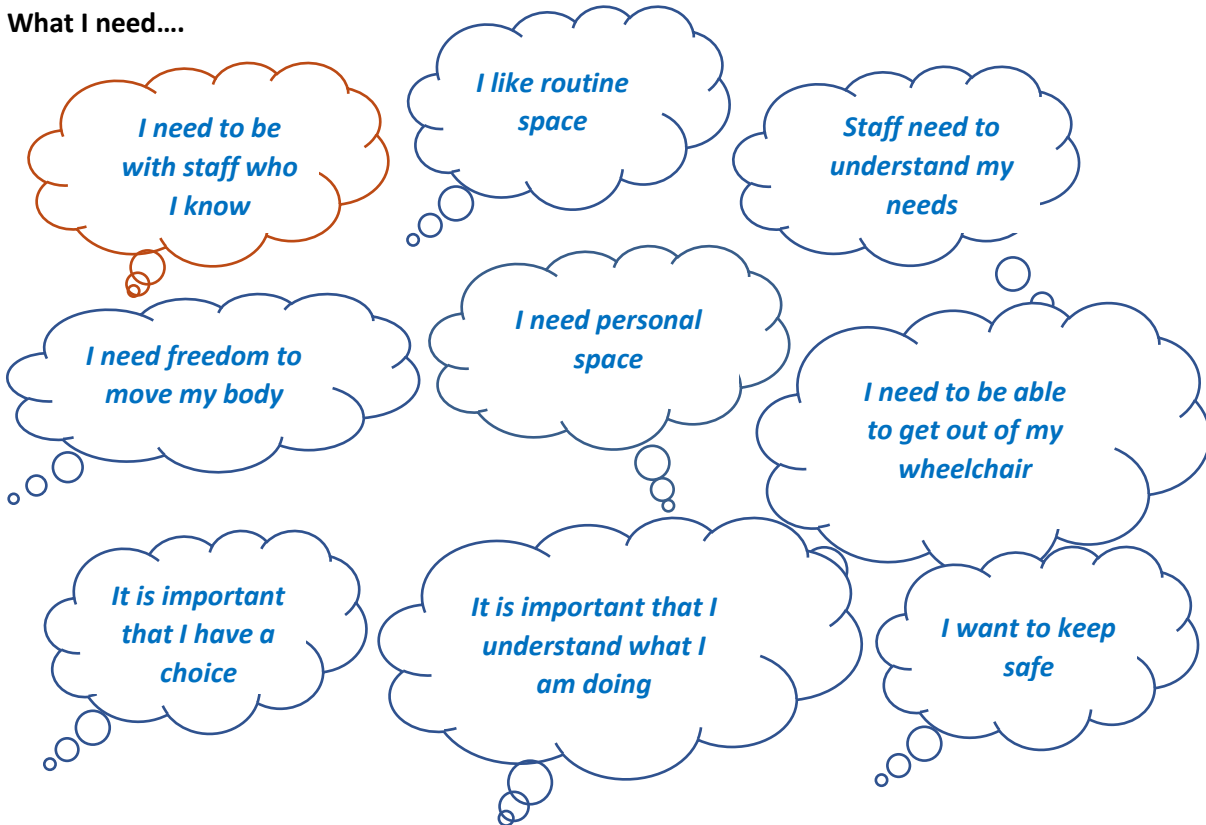 What I need....
I need to be
with staff who
I know
I like routine
space
Staff need to
understand my
needs
I need freedom to
move my body
I need personal
space
I need to be able
to get out of my
wheelchair
It is important
that I have a
choice
It is important that I
understand what I
am doing
I want to keep
safe